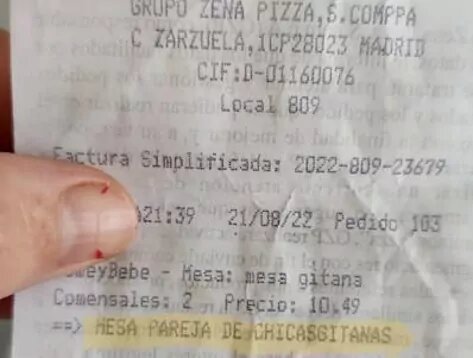 GRUPO ZENA PIZZA,S.COMPPA
C ZARZUELA,1CP28023 MADRID
CIF:D-01160076
Local 809
Factura Simplificada: 2022-809-23679
21:39 21/08/22 Pedido 103
Mesa: mesa gitana
Comensales: 2 Precio: 10.49
==> MESA PAREJA DE CHICASGITANAS